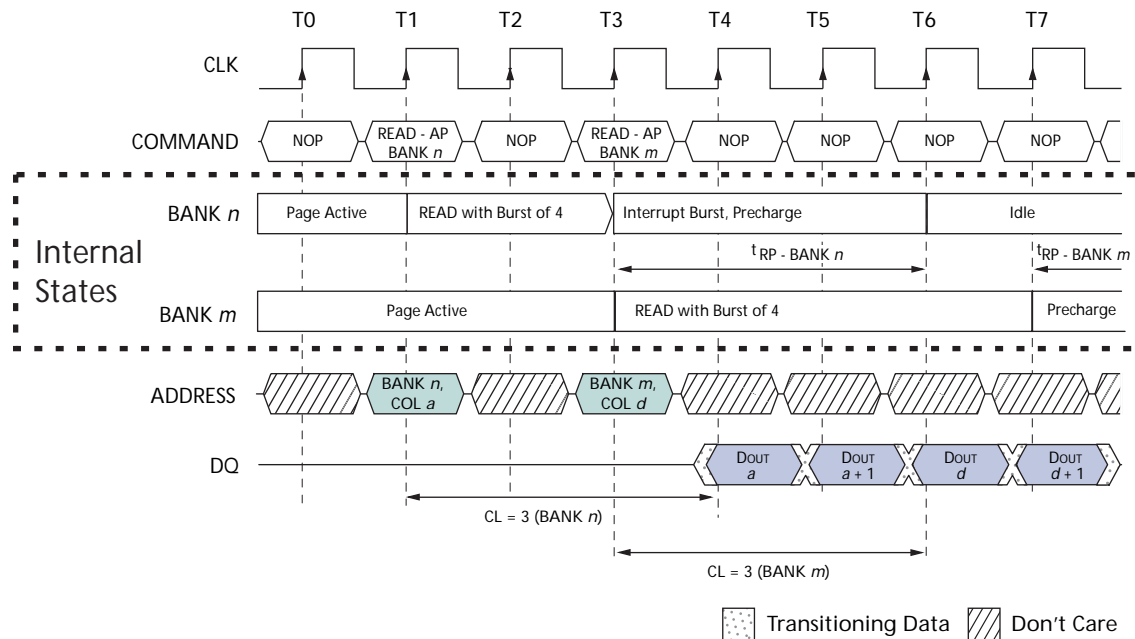 T0 T1 T2 T3 T4 T5 T6 T7
CLK
COMMAND NOP READ - AP BANK n NOP READ - AP BANK m NOP NOP NOP NOP
BANK n Page Active READ with Burst of 4 Interrupt Burst, Precharge Idle
Internal States
tRP - BANK n tRP - BANK m
BANK m Page Active READ with Burst of 4 Precharge
ADDRESS BANK n, COL a BANK m, COL d
DQ DOUT a DOUT a + 1 DOUT d DOUT d + 1
CL = 3 (BANK n)
CL = 3 (BANK m)
Transitioning Data Don't Care